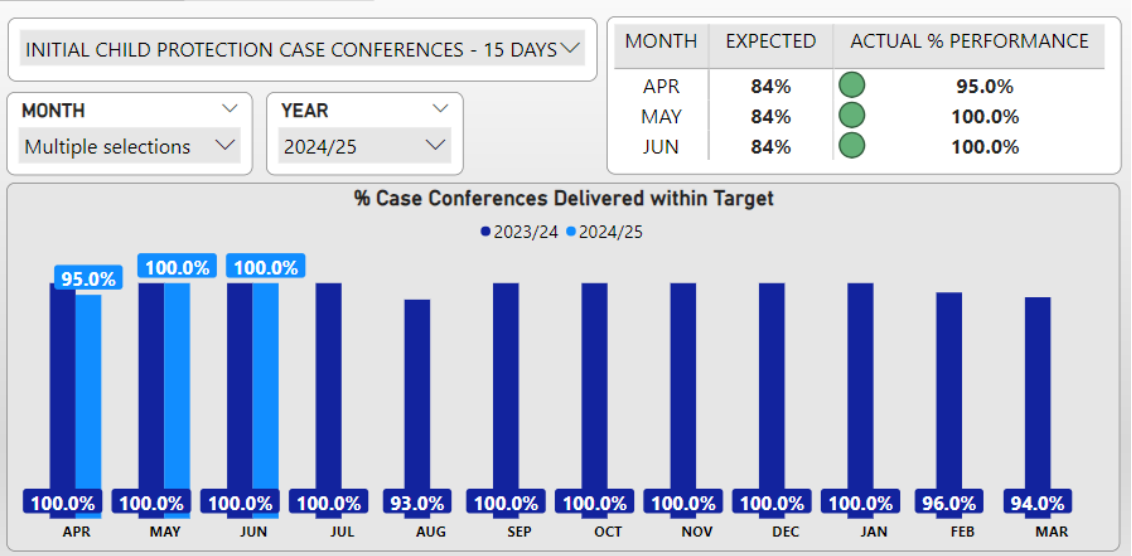 INITIAL CHILD PROTECTION CASE CONFERENCES - 15 DAYS
MONTH
Multiple selections
YEAR
2024/25
MONTH EXPECTED ACTUAL % PERFORMANCE
APR 84% 95.0%
MAY 84% 100.0%
JUN 84% 100.0%
% Case Conferences Delivered within Target
2023/24 2024/25
95.0% 100.0% 100.0%
100.0% 100.0% 100.0% 100.0% 93.0% 100.0% 100.0% 100.0% 100.0% 100.0% 96.0% 94.0%
APR MAY JUN JUL AUG SEP OCT NOV DEC JAN FEB MAR